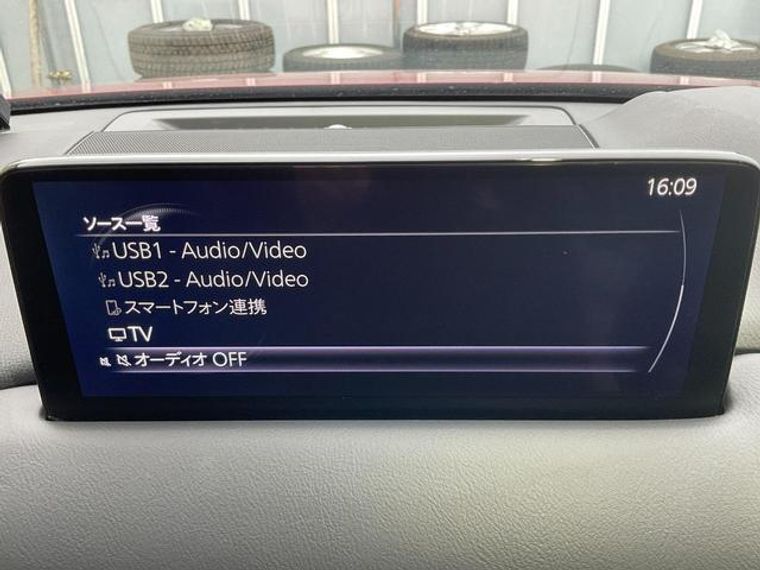 16:09
ソース一覧
USB1 - Audio/Video
USB2 - Audio/Video
スマートフォン連携
TV
オーディオ OFF